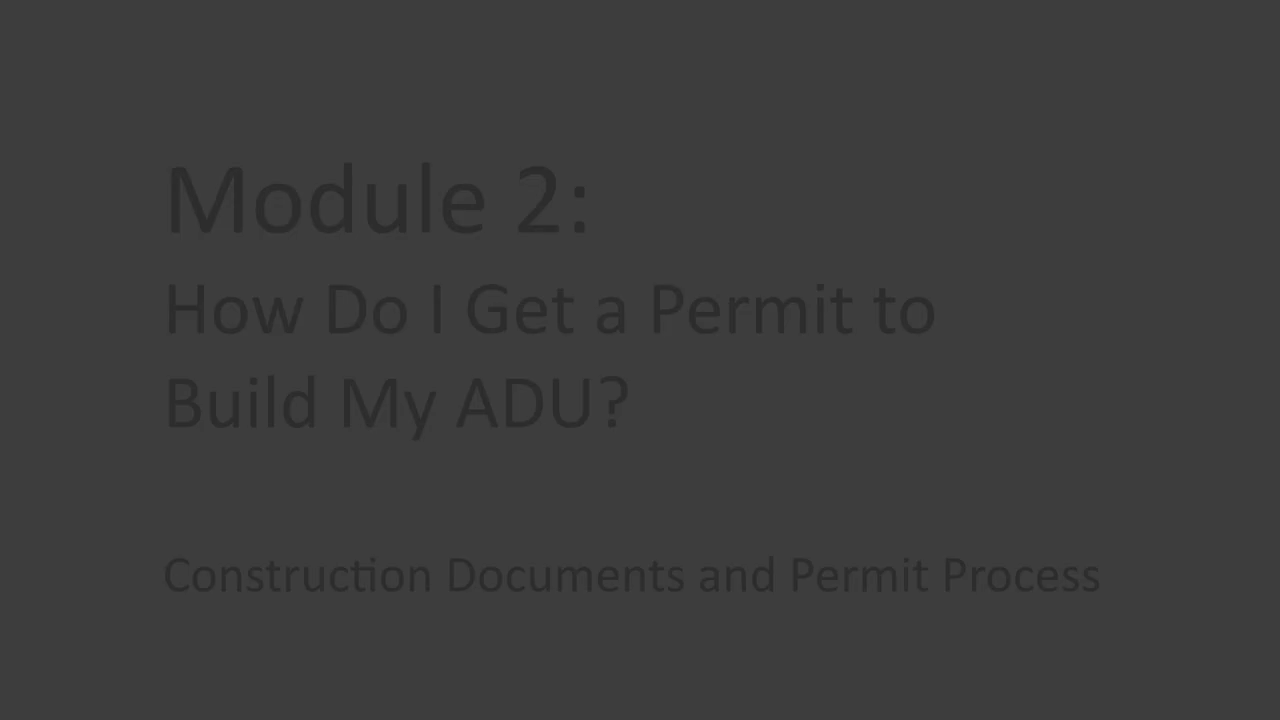 Module 2:
How Do I Get a Permit to
Build My ADU?
Construction Documents and Permit Process